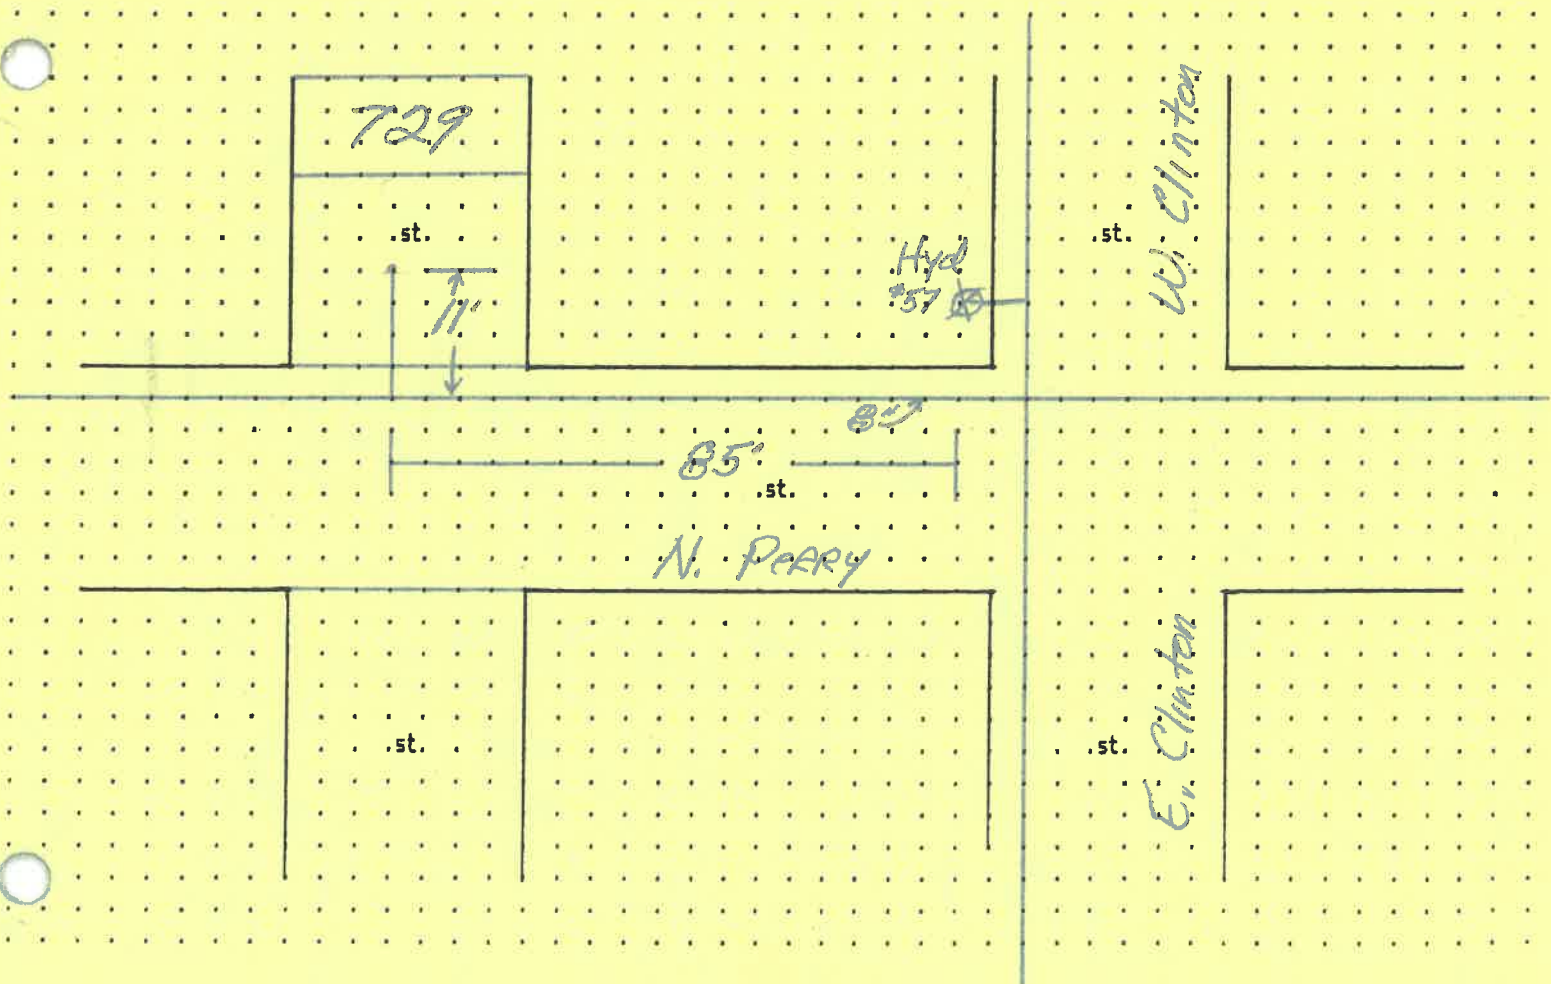 729
W. Clinton
st.
st.
Hyd
#57
11'
8"
85'
st.
N. PERRY
E. Clinton
st.
st.